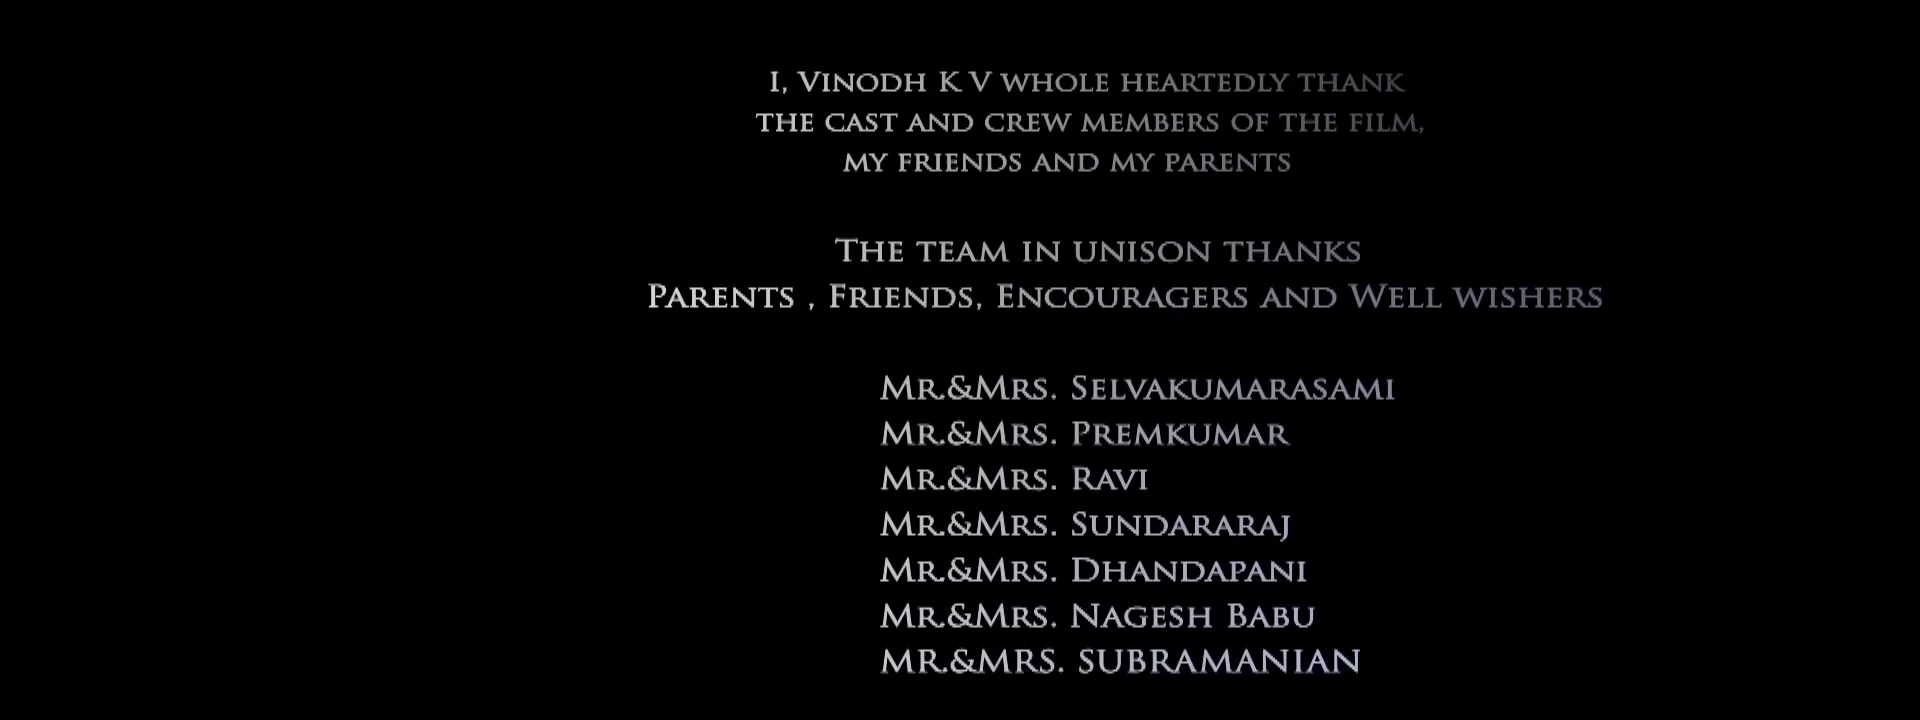 I, Vinodh K V whole heartedly thank
the cast and crew members of the film,
my friends and my parents
The team in unison thanks
Parents , Friends, Encouragers and Well wishers
Mr.&Mrs. Selvakumarasami
Mr.&Mrs. Premkumar
Mr.&Mrs. Ravi
Mr.&Mrs. Sundararaj
Mr.&Mrs. Dhandapani
Mr.&Mrs. Nagesh Babu
MR.&MRS. SUBRAMANIAN